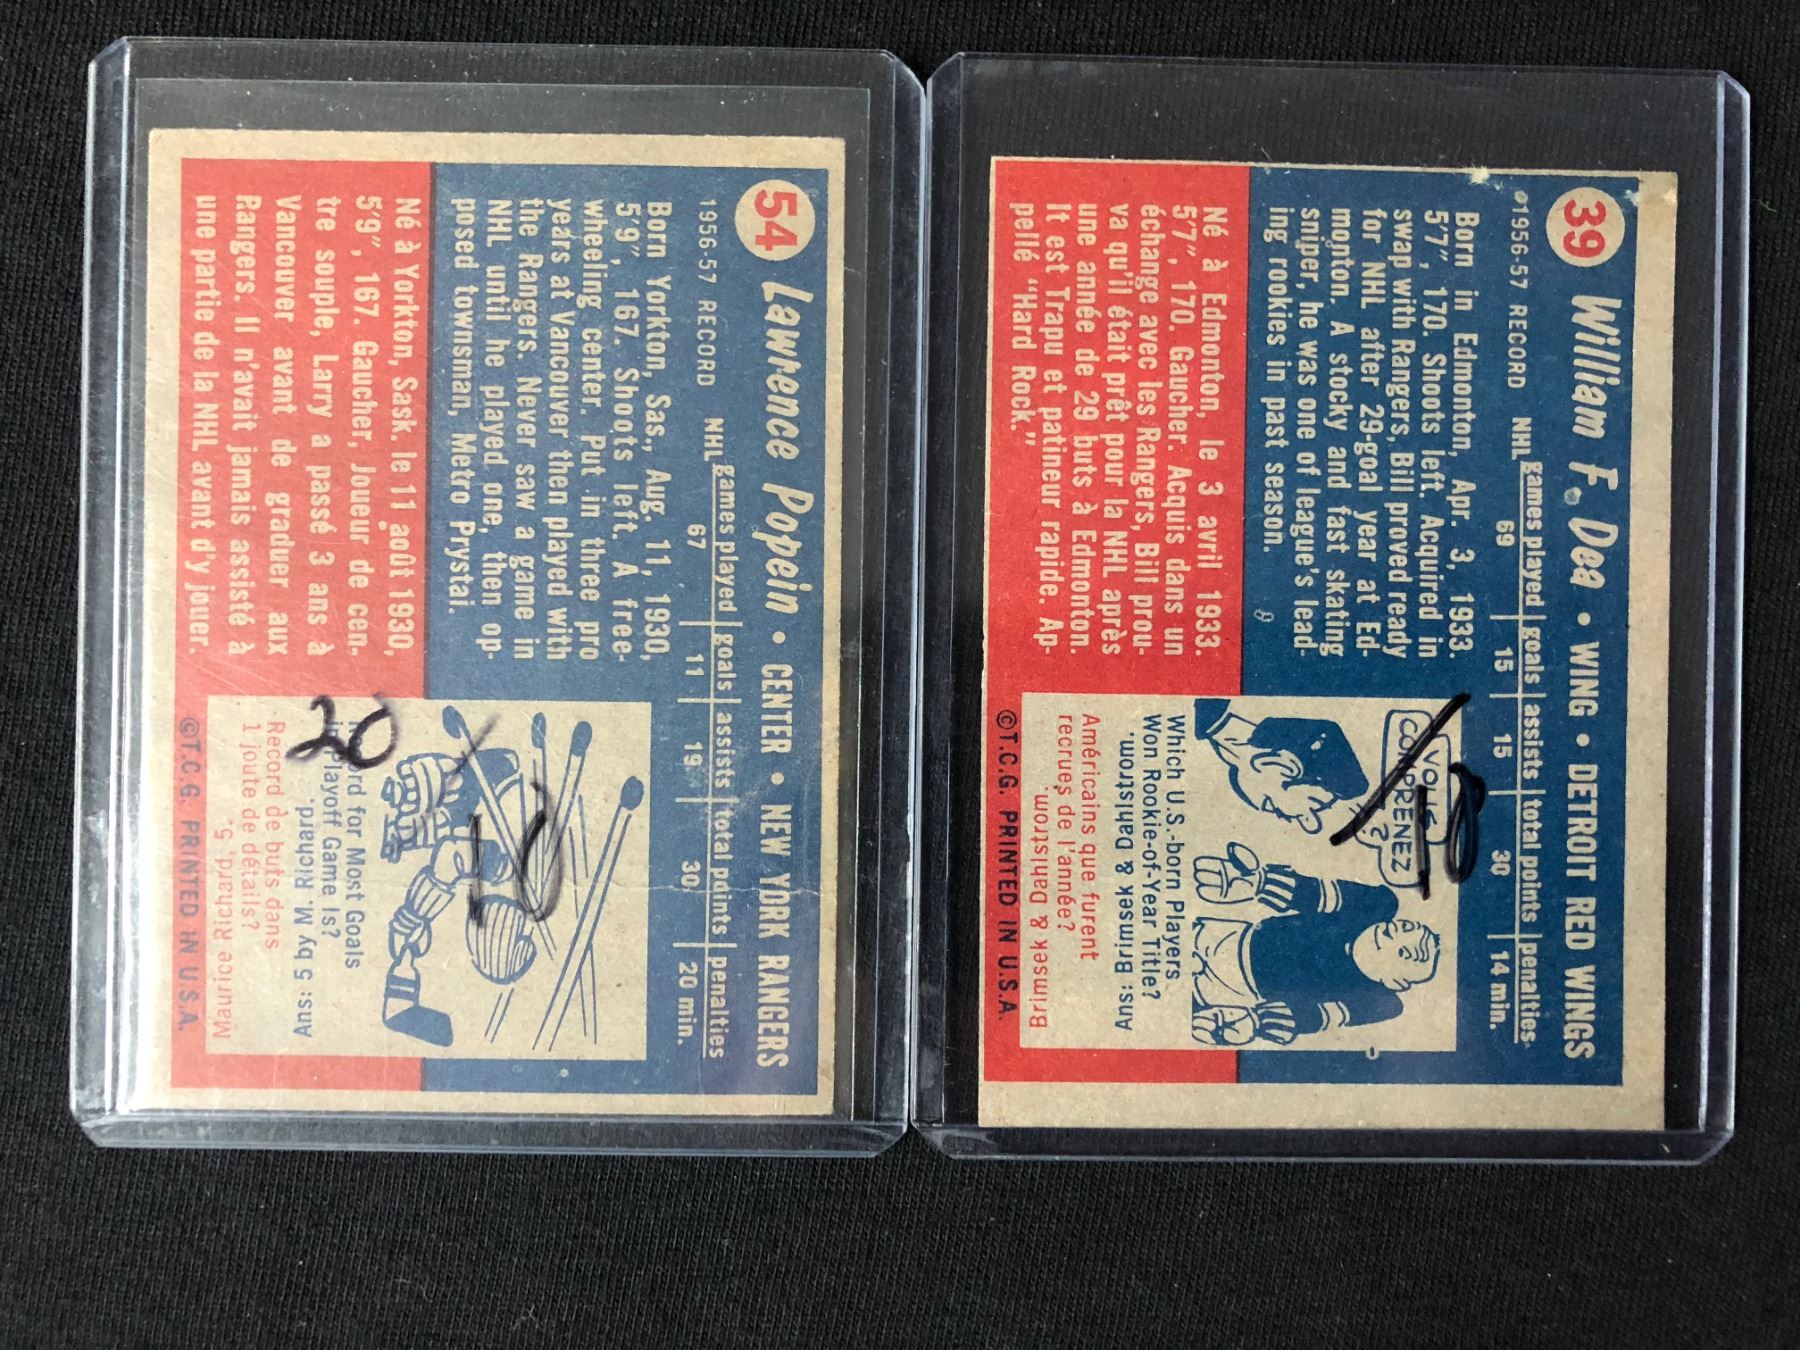 39 William F. Dea • WING • DETROIT RED WINGS
1956-57 RECORD NHL games played goals assists total points penalties
69 15 15 30 14 min.
Born in Edmonton, Apr. 3, 1933.
5'7", 170. Shoots left. Acquired in
swap with Rangers, Bill proved ready
for NHL after 29-goal year at Ed-
monton. A stocky and fast skating
sniper, he was one of league's lead-
ing rookies in past season.
Né à Edmonton, le 3 avril 1933.
5'7", 170. Gaucher. Acquis dans un
échange avec les Rangers, Bill prou-
va qu'il était prêt pour la NHL après
une année de 29 buts à Edmonton.
It est Trapu et patineur rapide. Ap-
pellé "Hard Rock."
VOUS
COMPRENEZ
?
Which U.S.-born Players
Won Rookie-of-Year Title?
Ans: Brimsek & Dahlstrom.
Américains que furent
recrues de l'année?
Brimsek & Dahlstrom.
©T.C.G. PRINTED IN U.S.A.
54 Lawrence Popein • CENTER • NEW YORK RANGERS
1956-57 RECORD NHL games played goals assists total points penalties
67 11 19 30 20 min.
Born Yorkton, Sas., Aug. 11, 1930,
5'9", 167. Shoots left. A free-
wheeling center. Put in three pro
years at Vancouver then played with
the Rangers. Never saw a game in
NHL until he played one, then op-
posed townsman, Metro Prystai.
Né à Yorkton, Sask. le 11 août 1930,
5'9", 167. Gaucher, Joueur de cen-
tre souple, Larry a passé 3 ans à
Vancouver avant de graduer aux
Rangers. Il n'avait jamais assisté à
une partie de la NHL avant d'y jouer.
20
for Most Goals
Playoff Game Is?
Ans: 5 by M. Richard.
Record de buts dans
1 joute de détails?
Maurice Richard, 5.
©T.C.G. PRINTED IN U.S.A.